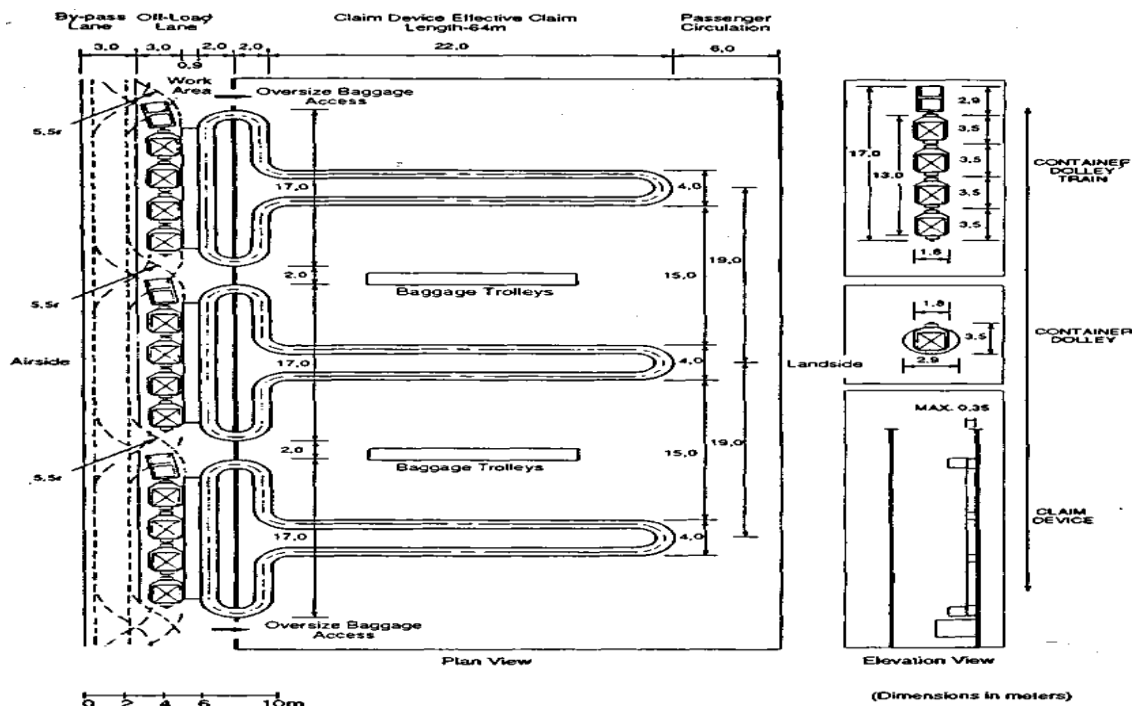 By-pass Off-Load Claim Device Effective Claim Passenger
Lane Lane Length-64m Circulation
3,0 3,0 2,0 2,0 22,0 6,0
0,9
Work
Area
Oversize Baggage
Access
5.5r
17,0
4,0
2,0
19,0
15,0
Baggage Trolleys
5.5r
Airside
17,0
4,0
Landside
2,0
19,0
15,0
Baggage Trolleys
5.5r
17,0
4,0
Oversize Baggage
Access
Plan View
0 2 4 6 10m
2,9
3,5
3,5
3,5
3,5
17,0
13,0
1,8
CONTAINER
DOLLEY
TRAIN
1,8
3,5
2,9
CONTAINER
DOLLEY
MAX. 0,35
CLAIM
DEVICE
Elevation View
(Dimensions in meters)